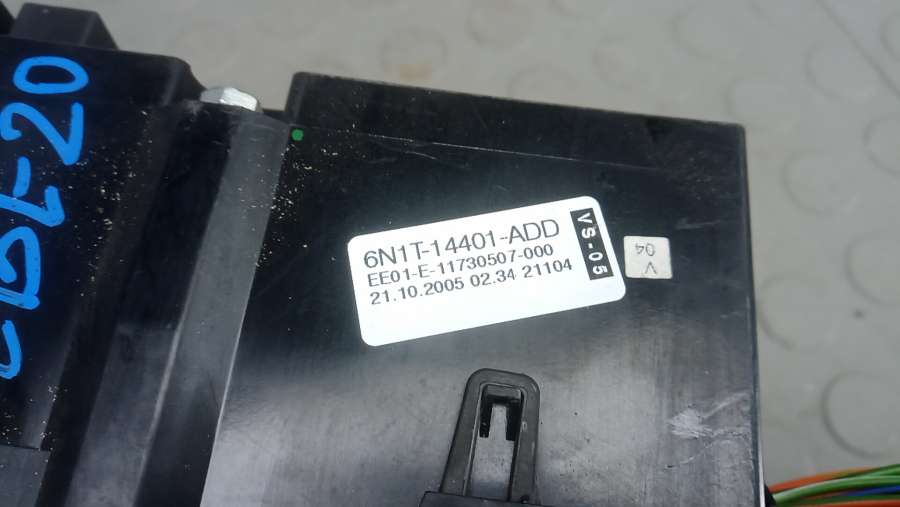 6N1T-14401-ADD
EE01-E-11730507-000
21.10.2005 02.34 21104
VS.05
V
04